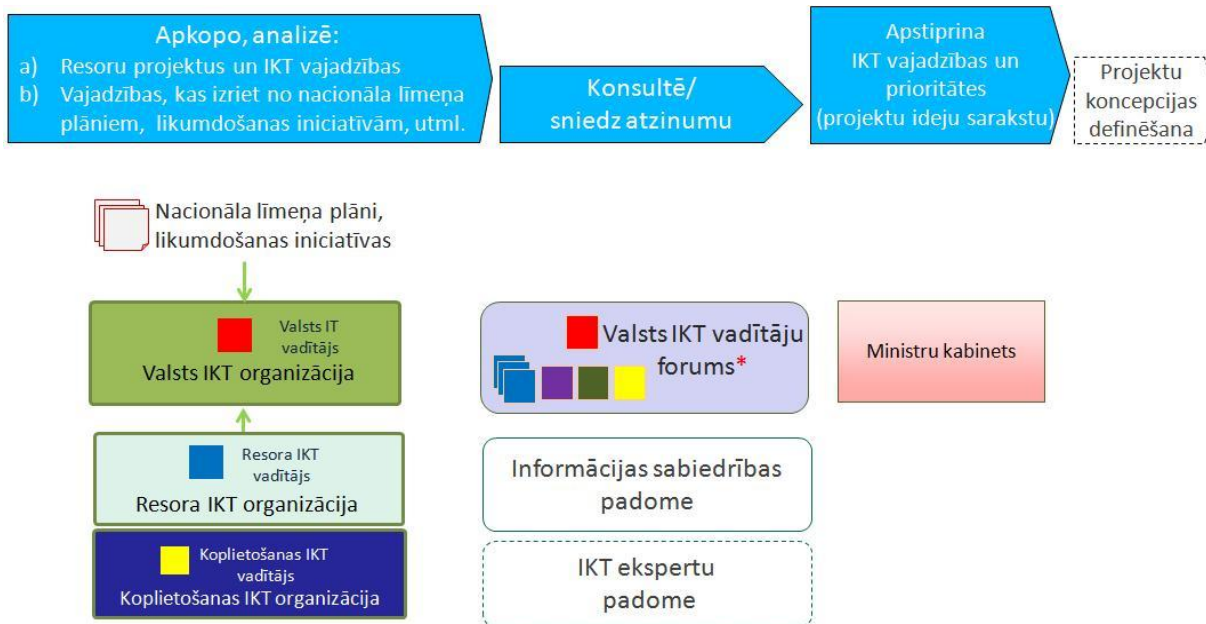 Apkopo, analizē:
a) Resoru projektus un IKT vajadzības
b) Vajadzības, kas izriet no nacionāla līmeņa
plāniem, likumdošanas iniciatīvām, utml.
Konsultē/
sniedz atzinumu
Apstiprina
IKT vajadzības un
prioritātes
(projektu ideju sarakstu)
Projektu
koncepcijas
definēšana
Nacionāla līmeņa plāni,
likumdošanas iniciatīvas
Valsts IT
vadītājs
Valsts IKT organizācija
Valsts IKT vadītāju
forums*
Ministru kabinets
Resora IKT
vadītājs
Resora IKT organizācija
Informācijas sabiedrības
padome
Koplietošanas IKT
vadītājs
Koplietošanas IKT organizācija
IKT ekspertu
padome